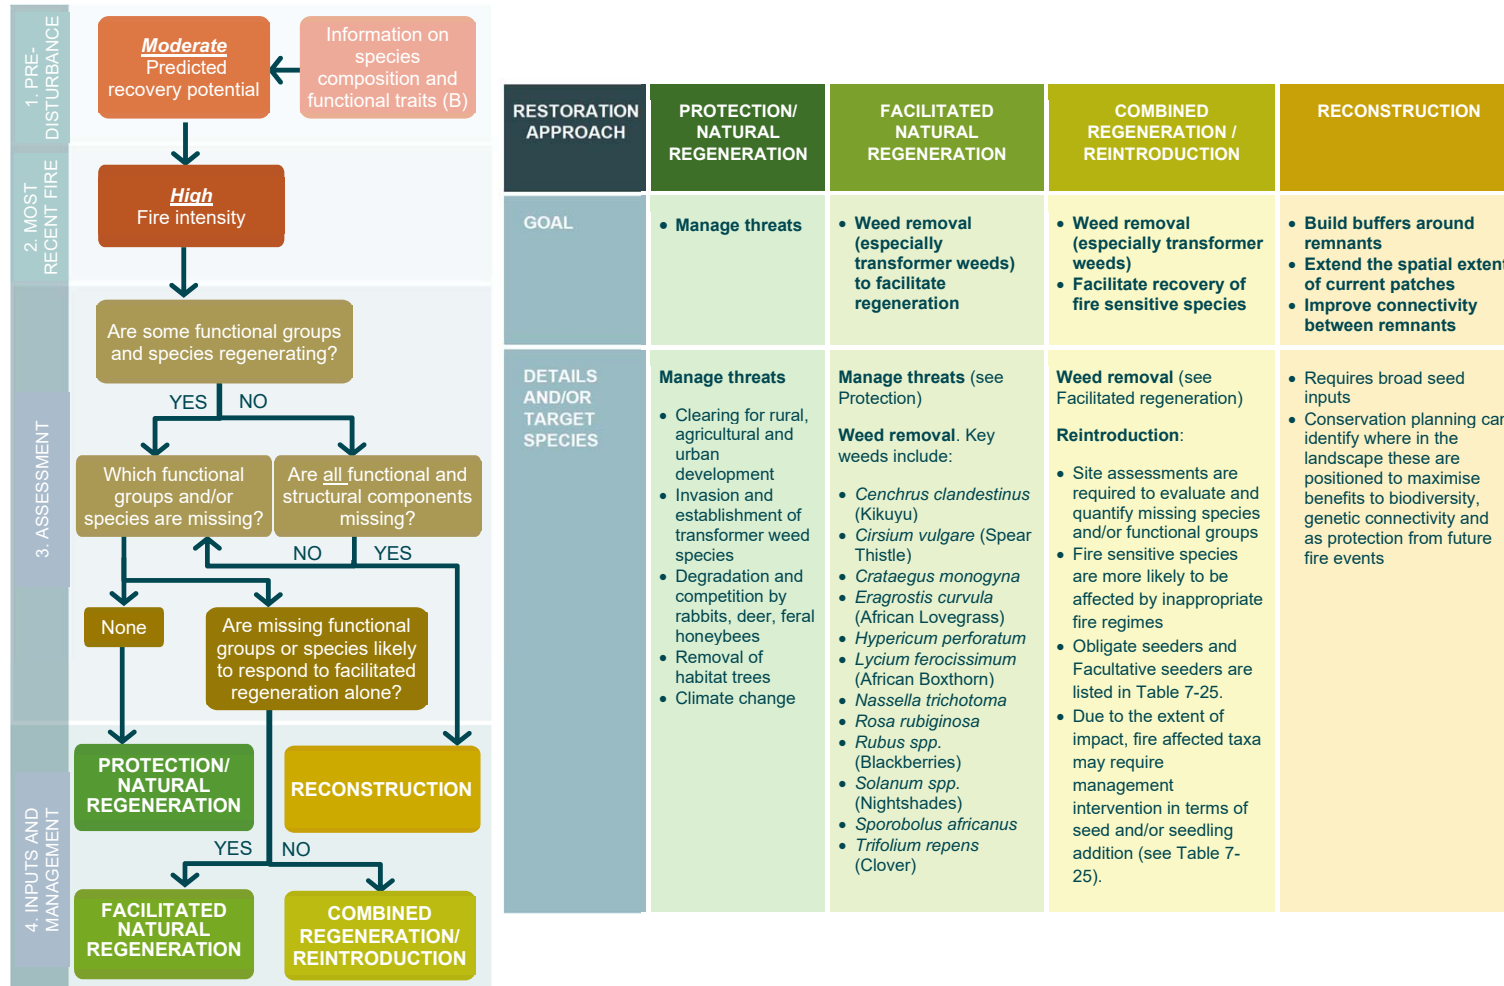 1. PRE-
DISTURBANCE
Moderate
Predicted
recovery potential
Information on
species
composition and
functional traits (B)
2. MOST
RECENT FIRE
High
Fire intensity
3. ASSESSMENT
Are some functional groups
and species regenerating?
YES
NO
Which functional
groups and/or
species are missing?
Are all functional and
structural components
missing?
NO
YES
None
Are missing functional
groups or species likely
to respond to facilitated
regeneration alone?
4. INPUTS AND
MANAGEMENT
PROTECTION/
NATURAL
REGENERATION
RECONSTRUCTION
YES
NO
FACILITATED
NATURAL
REGENERATION
COMBINED
REGENERATION/
REINTRODUCTION
RESTORATION
APPROACH
PROTECTION/
NATURAL
REGENERATION
FACILITATED
NATURAL
REGENERATION
COMBINED
REGENERATION /
REINTRODUCTION
RECONSTRUCTION
GOAL
• Manage threats
• Weed removal
(especially
transformer weeds)
to facilitate
regeneration
• Weed removal
(especially transformer
weeds)
• Facilitate recovery of
fire sensitive species
• Build buffers around
remnants
• Extend the spatial extent
of current patches
• Improve connectivity
between remnants
DETAILS
AND/OR
TARGET
SPECIES
Manage threats
• Clearing for rural,
agricultural and
urban
development
• Invasion and
establishment of
transformer weed
species
• Degradation and
competition by
rabbits, deer, feral
honeybees
• Removal of
habitat trees
• Climate change
Manage threats (see
Protection)
Weed removal. Key
weeds include:
• Cenchrus clandestinus
(Kikuyu)
• Cirsium vulgare (Spear
Thistle)
• Crataegus monogyna
• Eragrostis curvula
(African Lovegrass)
• Hypericum perforatum
• Lycium ferocissimum
(African Boxthorn)
• Nassella trichotoma
• Rosa rubiginosa
• Rubus spp.
(Blackberries)
• Solanum spp.
(Nightshades)
• Sporobolus africanus
• Trifolium repens
(Clover)
Weed removal (see
Facilitated regeneration)
Reintroduction:
• Site assessments are
required to evaluate and
quantify missing species
and/or functional groups
• Fire sensitive species
are more likely to be
affected by inappropriate
fire regimes
• Obligate seeders and
Facultative seeders are
listed in Table 7-25.
• Due to the extent of
impact, fire affected taxa
may require
management
intervention in terms of
seed and/or seedling
addition (see Table 7-
25).
• Requires broad seed
inputs
• Conservation planning can
identify where in the
landscape these are
positioned to maximise
benefits to biodiversity,
genetic connectivity and
as protection from future
fire events